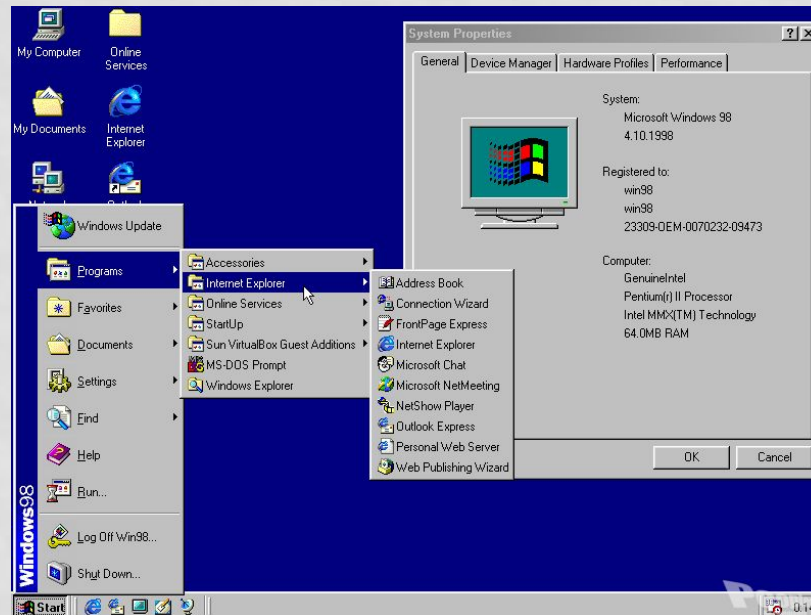 My Computer
Online
Services
My Documents
Internet
Explorer
System Properties
General
Device Manager
Hardware Profiles
Performance
System:
Microsoft Windows 98
4.10.1998
Registered to:
win98
win98
23309-OEM-0070232-09473
Computer:
GenuineIntel
Pentium(r) II Processor
Intel MMX(TM) Technology
64.0MB RAM
OK
Cancel
Windows Update
Programs
Favorites
Documents
Settings
Find
Help
Run...
Log Off Win98...
Shut Down...
Windows98
Accessories
Internet Explorer
Online Services
StartUp
Sun VirtualBox Guest Additions
MS-DOS Prompt
Windows Explorer
Address Book
Connection Wizard
FrontPage Express
Internet Explorer
Microsoft Chat
Microsoft NetMeeting
NetShow Player
Outlook Express
Personal Web Server
Web Publishing Wizard
Start